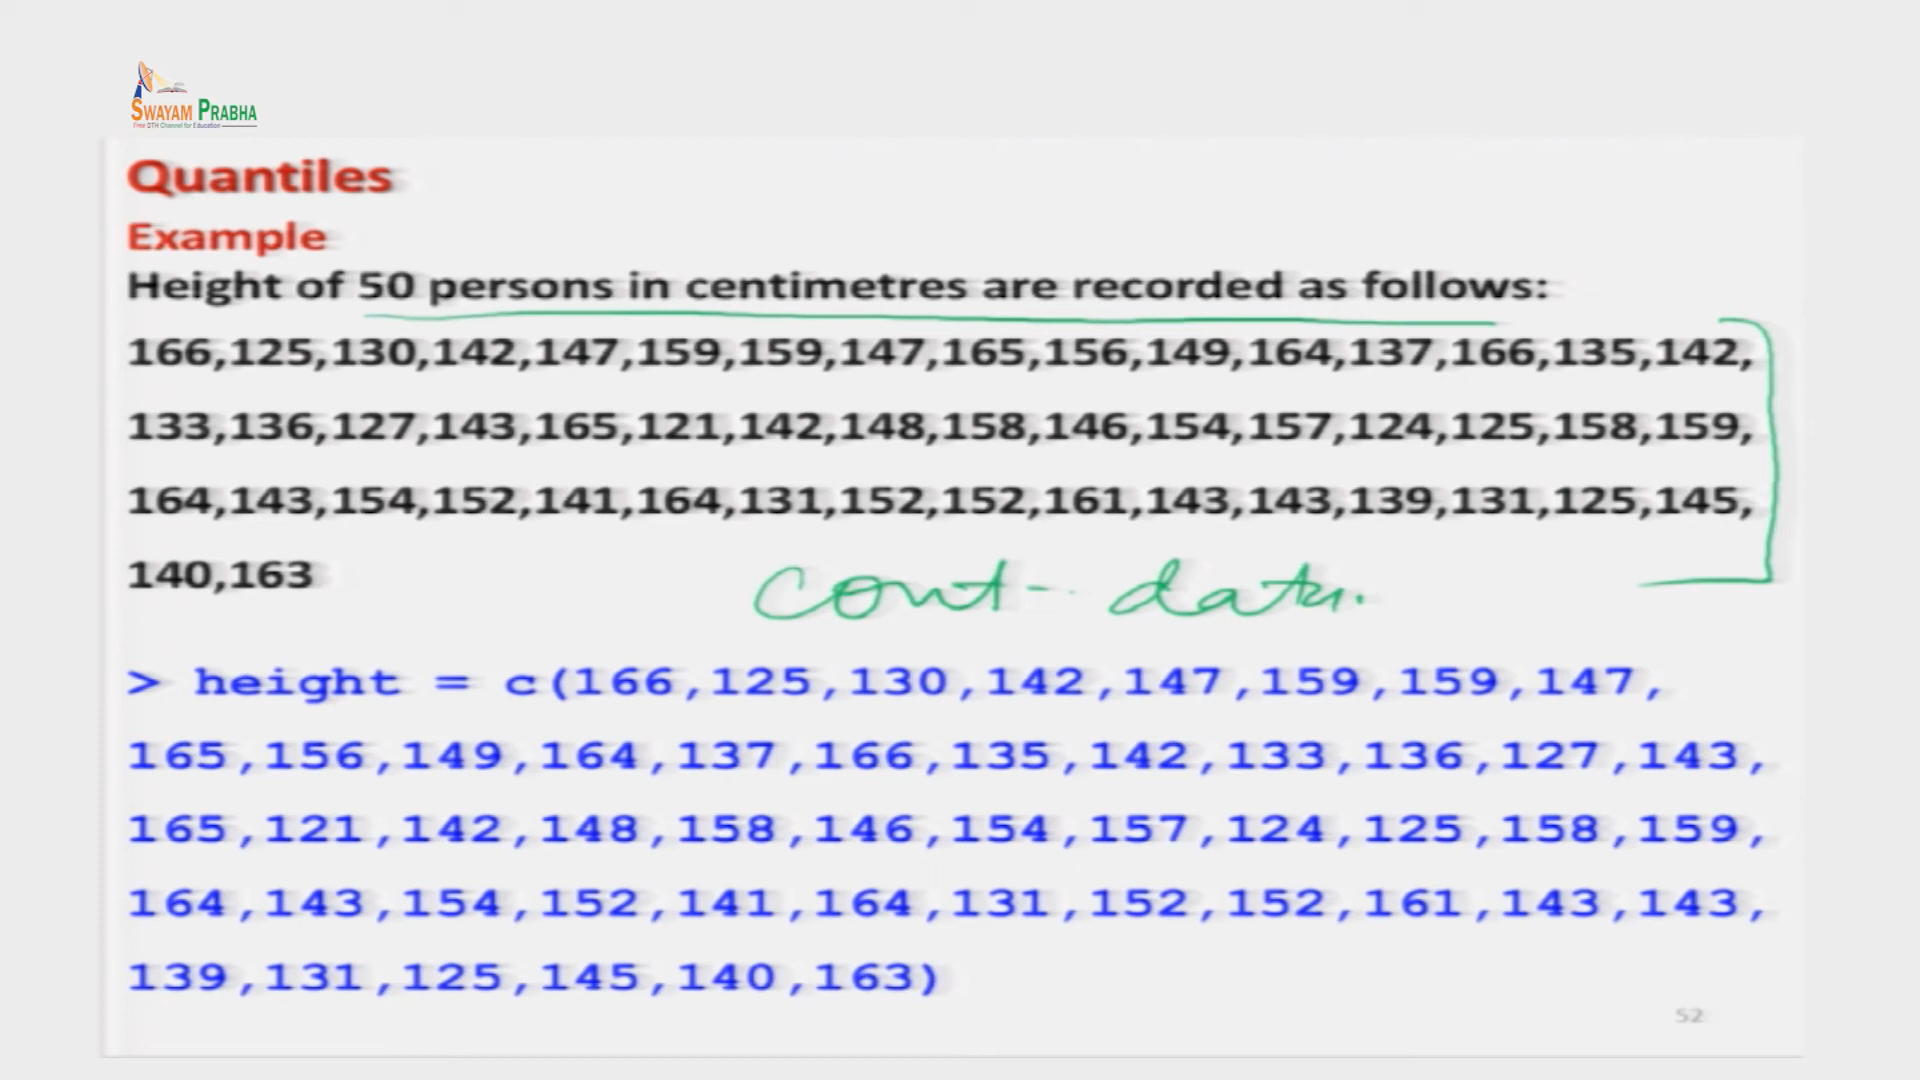 SWAYAM PRABHA
Free DTH Channel for Education
Quantiles
Example
Height of 50 persons in centimetres are recorded as follows:
166,125,130,142,147,159,159,147,165,156,149,164,137,166,135,142,
133,136,127,143,165,121,142,148,158,146,154,157,124,125,158,159,
164,143,154,152,141,164,131,152,152,161,143,143,139,131,125,145,
140,163
cont- data.
> height = c(166,125,130,142,147,159,159,147,
165,156,149,164,137,166,135,142,133,136,127,143,
165,121,142,148,158,146,154,157,124,125,158,159,
164,143,154,152,141,164,131,152,152,161,143,143,
139,131,125,145,140,163)
52